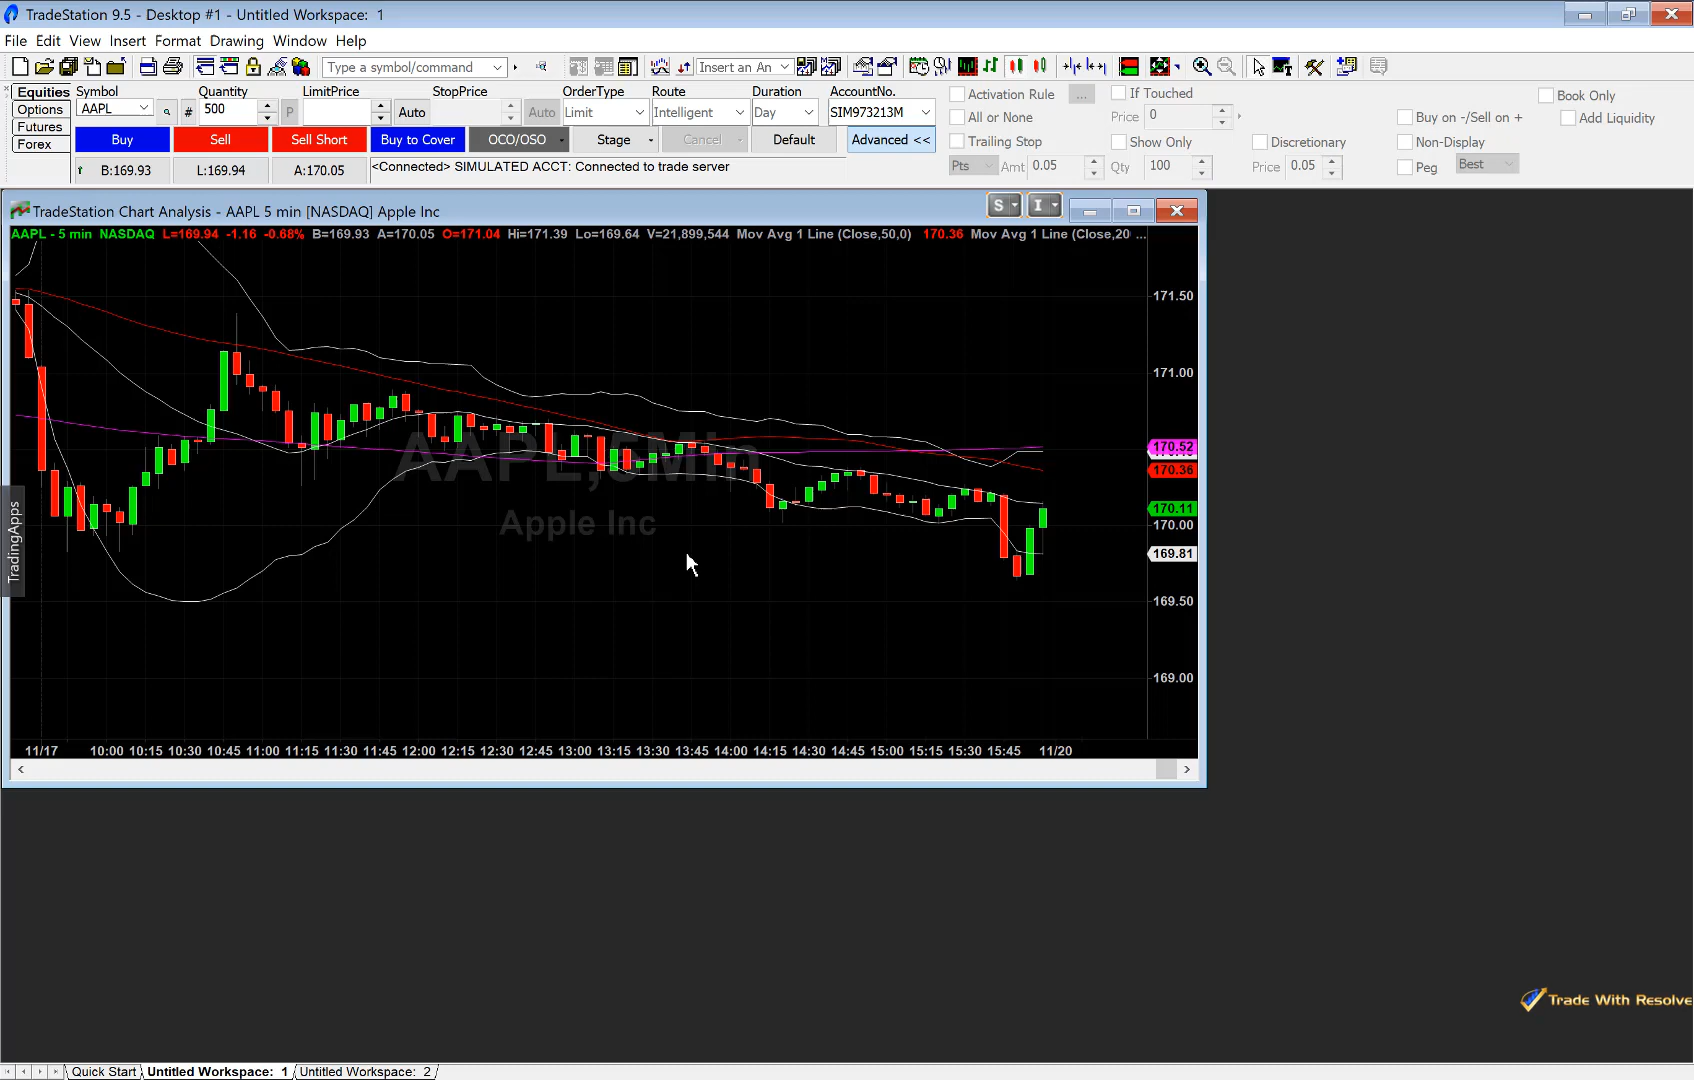 TradeStation 9.5 - Desktop #1 - Untitled Workspace: 1
File Edit View Insert Format Drawing Window Help
Type a symbol/command
Insert an An
Equities Symbol Quantity LimitPrice StopPrice OrderType Route Duration AccountNo.
Options AAPL # 500 P Auto Auto Limit Intelligent Day SIM973213M
Futures Buy Sell Sell Short Buy to Cover OCO/OSO Stage Cancel Default Advanced <<
Forex B:169.93 L:169.94 A:170.05 <Connected> SIMULATED ACCT: Connected to trade server
Activation Rule ... If Touched Book Only
All or None Price 0 Buy on -/Sell on + Add Liquidity
Trailing Stop Show Only Discretionary Non-Display
Pts Amt 0.05 Qty 100 Price 0.05 Peg Best
TradeStation Chart Analysis - AAPL 5 min [NASDAQ] Apple Inc S I
AAPL - 5 min NASDAQ L=169.94 -1.16 -0.68% B=169.93 A=170.05 O=171.04 Hi=171.39 Lo=169.64 V=21,899,544 Mov Avg 1 Line (Close,50,0) 170.36 Mov Avg 1 Line (Close,20 ...
171.50
171.00
170.52
170.36
170.11
170.00
169.81
169.50
169.00
AAPL,5Min
Apple Inc
TradingApps
11/17 10:00 10:15 10:30 10:45 11:00 11:15 11:30 11:45 12:00 12:15 12:30 12:45 13:00 13:15 13:30 13:45 14:00 14:15 14:30 14:45 15:00 15:15 15:30 15:45 11/20
Trade With Resolve
Quick Start Untitled Workspace: 1 Untitled Workspace: 2